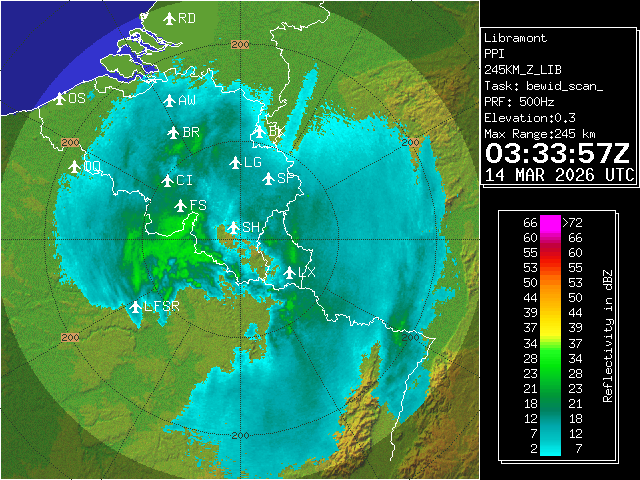 RD
200
OS
AW
BR
200
WO
LG
200
CI
SP
FS
SH
LX
LFSR
200
200
200
Libramont
PPI
245KM_Z_LIB
Task: bewid_scan_
PRF: 500Hz
Elevation:0.3
Max Range:245 km
03:33:57Z
14 MAR 2026 UTC
66 >72
60 66
55 60
53 55
50 53
44 50
39 44
37 39
34 37
28 34
23 28
21 23
18 21
12 18
7 12
2 7
Reflectivity in dBZ